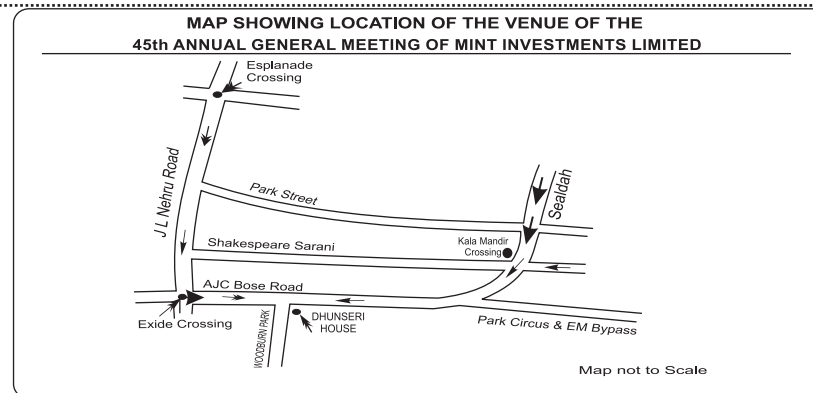 MAP SHOWING LOCATION OF THE VENUE OF THE
45th ANNUAL GENERAL MEETING OF MINT INVESTMENTS LIMITED
Esplanade
Crossing
J L Nehru Road
Park Street
Sealdah
Shakespeare Sarani
Kala Mandir
Crossing
AJC Bose Road
Exide Crossing
WOODBURN PARK
DHUNSERI
HOUSE
Park Circus & EM Bypass
Map not to Scale